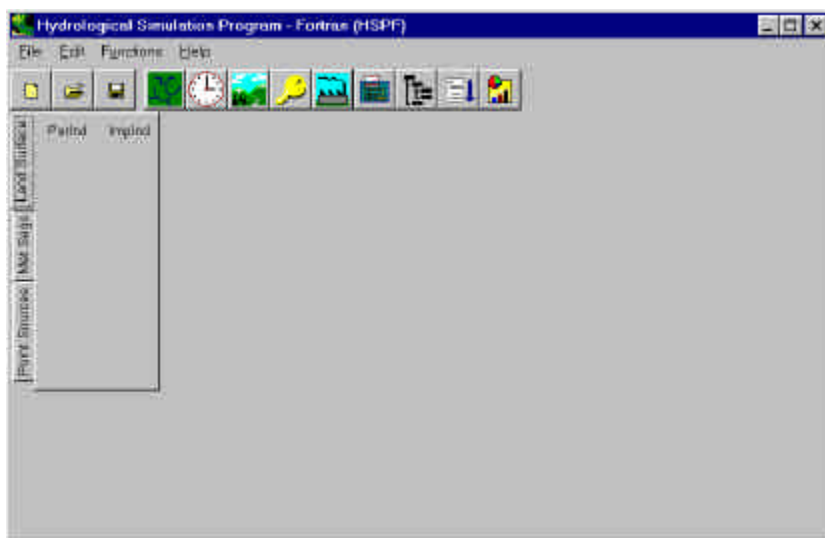 Hydrological Simulation Program - Fortran (HSPF)
File Edit Functions Help
Land Surface
Met Segs
Point Sources
Perlnd Implnd